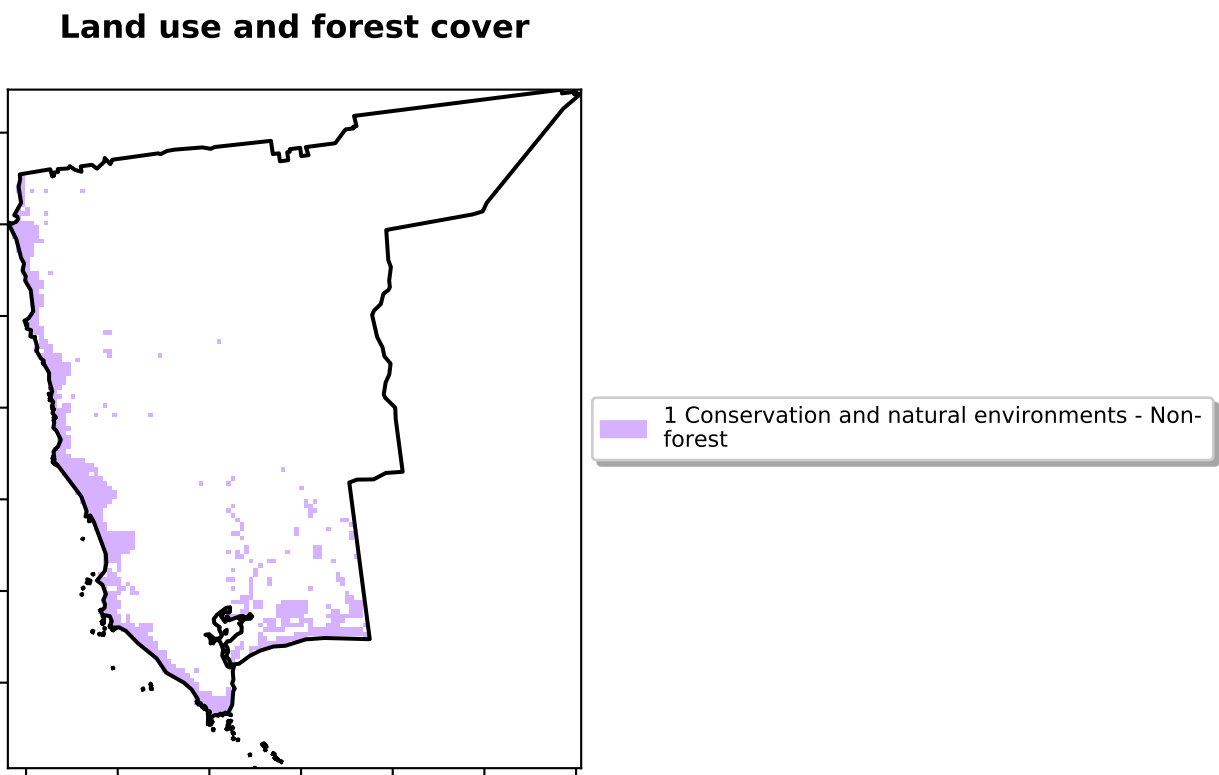 Land use and forest cover
1 Conservation and natural environments - Non-
forest